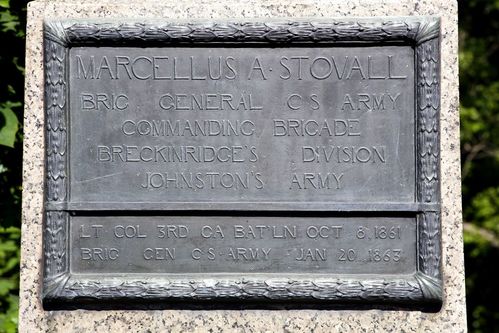 MARCELLUS A· STOVALL
BRIG GENERAL C·S· ARMY
COMMANDING BRIGADE
BRECKINRIDGE'S DIVISION
JOHNSTON'S ARMY
LT COL 3RD GA BAT'LN OCT 8, 1861
BRIG GEN C·S·ARMY JAN 20, 1863